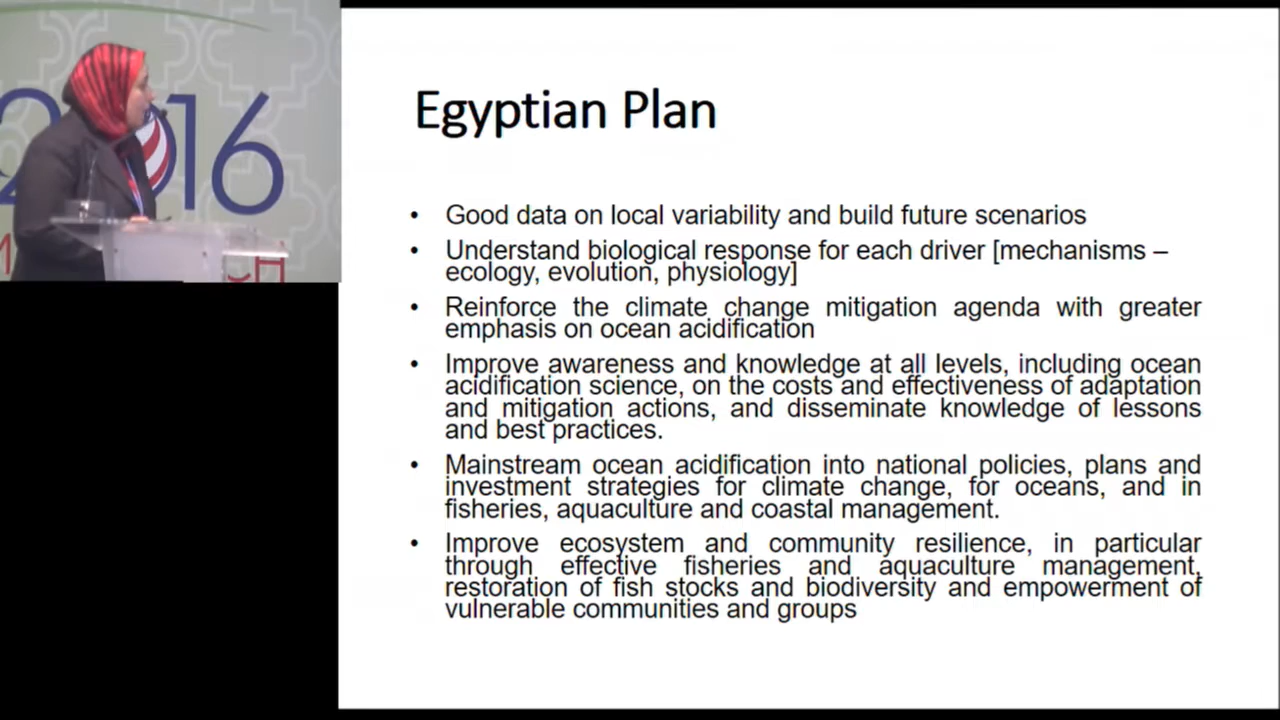 2016
Egyptian Plan
• Good data on local variability and build future scenarios
• Understand biological response for each driver [mechanisms –
ecology, evolution, physiology]
• Reinforce the climate change mitigation agenda with greater
emphasis on ocean acidification
• Improve awareness and knowledge at all levels, including ocean
acidification science, on the costs and effectiveness of adaptation
and mitigation actions, and disseminate knowledge of lessons
and best practices.
• Mainstream ocean acidification into national policies, plans and
investment strategies for climate change, for oceans, and in
fisheries, aquaculture and coastal management.
• Improve ecosystem and community resilience, in particular
through effective fisheries and aquaculture management,
restoration of fish stocks and biodiversity and empowerment of
vulnerable communities and groups